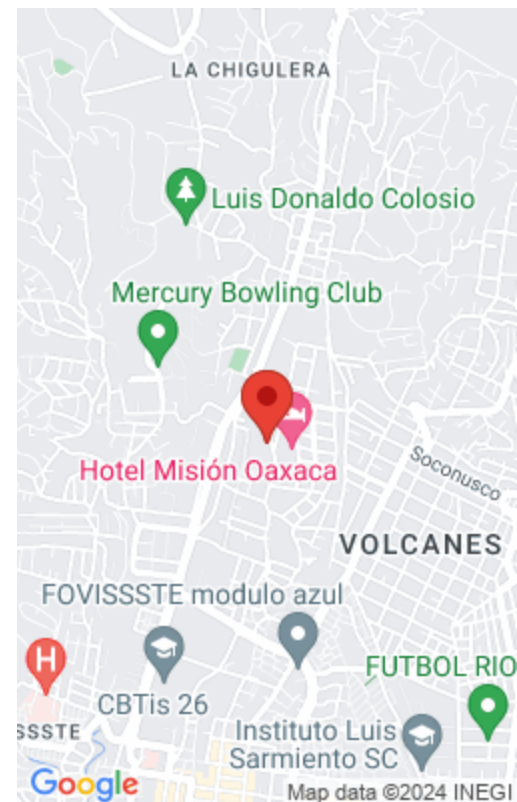 LA CHIGULERA
Luis Donaldo Colosio
Mercury Bowling Club
Hotel Misión Oaxaca
Soconusco
VOLCANES
FOVISSSTE modulo azul
H
FUTBOL RIO
CBTis 26
SSSTE
Instituto Luis
Sarmiento SC
Google
Map data ©2024 INEGI